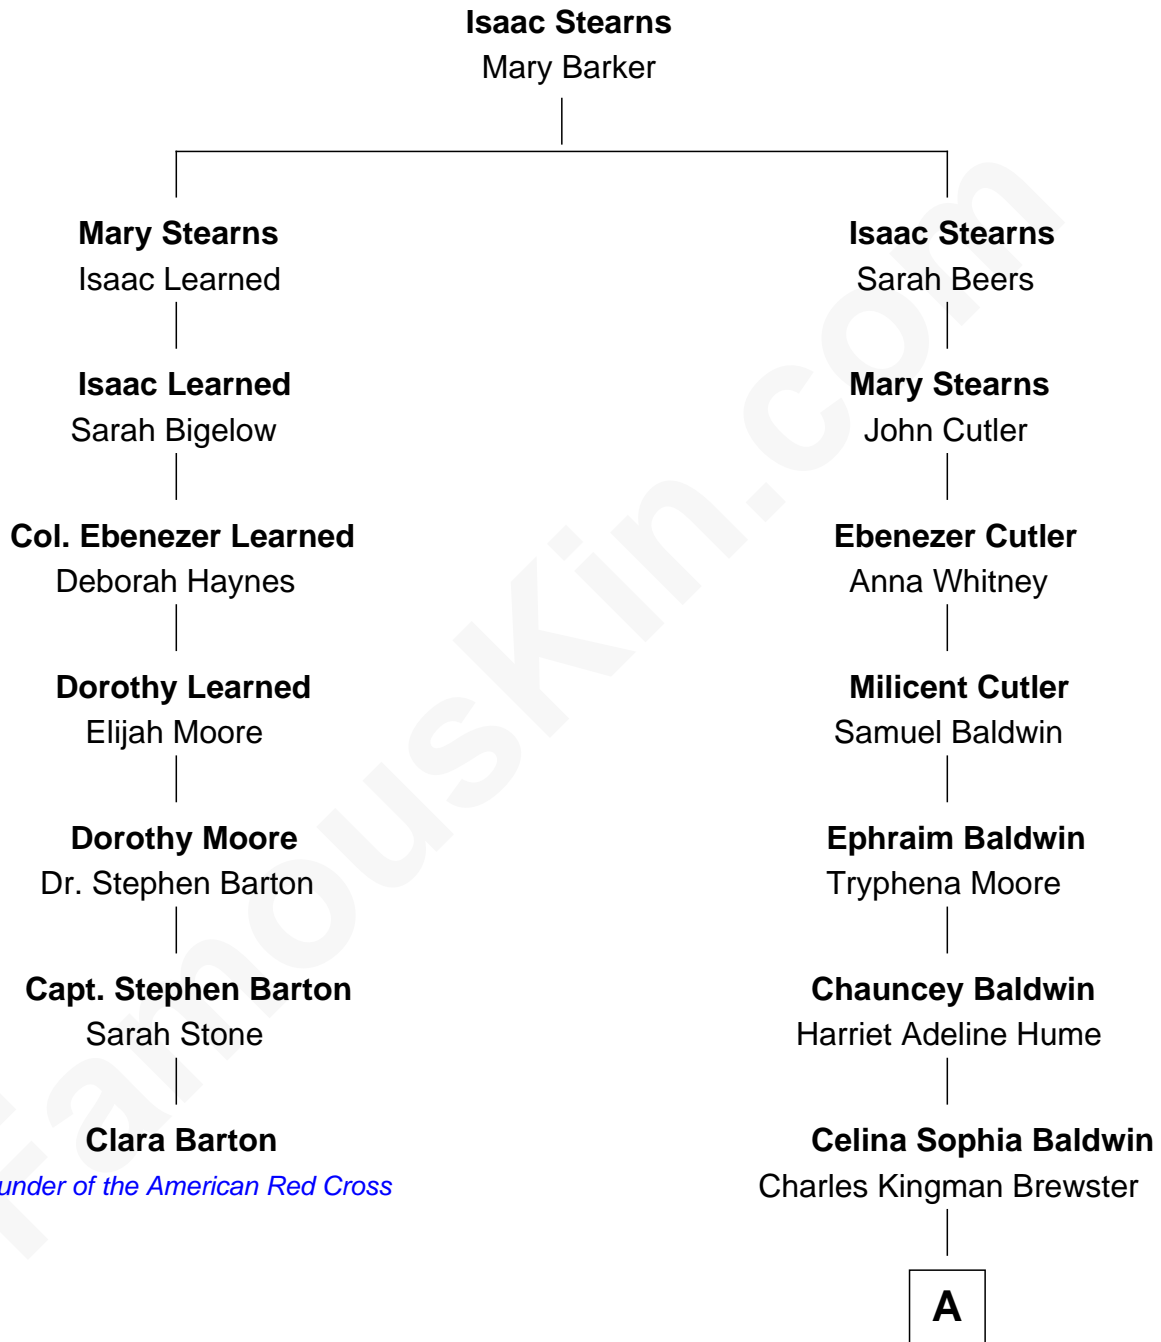 Isaac Stearns
Mary Barker
Mary Stearns
Isaac Learned
Isaac Learned
Sarah Bigelow
Col. Ebenezer Learned
Deborah Haynes
Dorothy Learned
Elijah Moore
Dorothy Moore
Dr. Stephen Barton
Capt. Stephen Barton
Sarah Stone
Clara Barton
under of the American Red Cross
Isaac Stearns
Sarah Beers
Mary Stearns
John Cutler
Ebenezer Cutler
Anna Whitney
Milicent Cutler
Samuel Baldwin
Ephraim Baldwin
Tryphena Moore
Chauncey Baldwin
Harriet Adeline Hume
Celina Sophia Baldwin
Charles Kingman Brewster
A
FamousKin.com